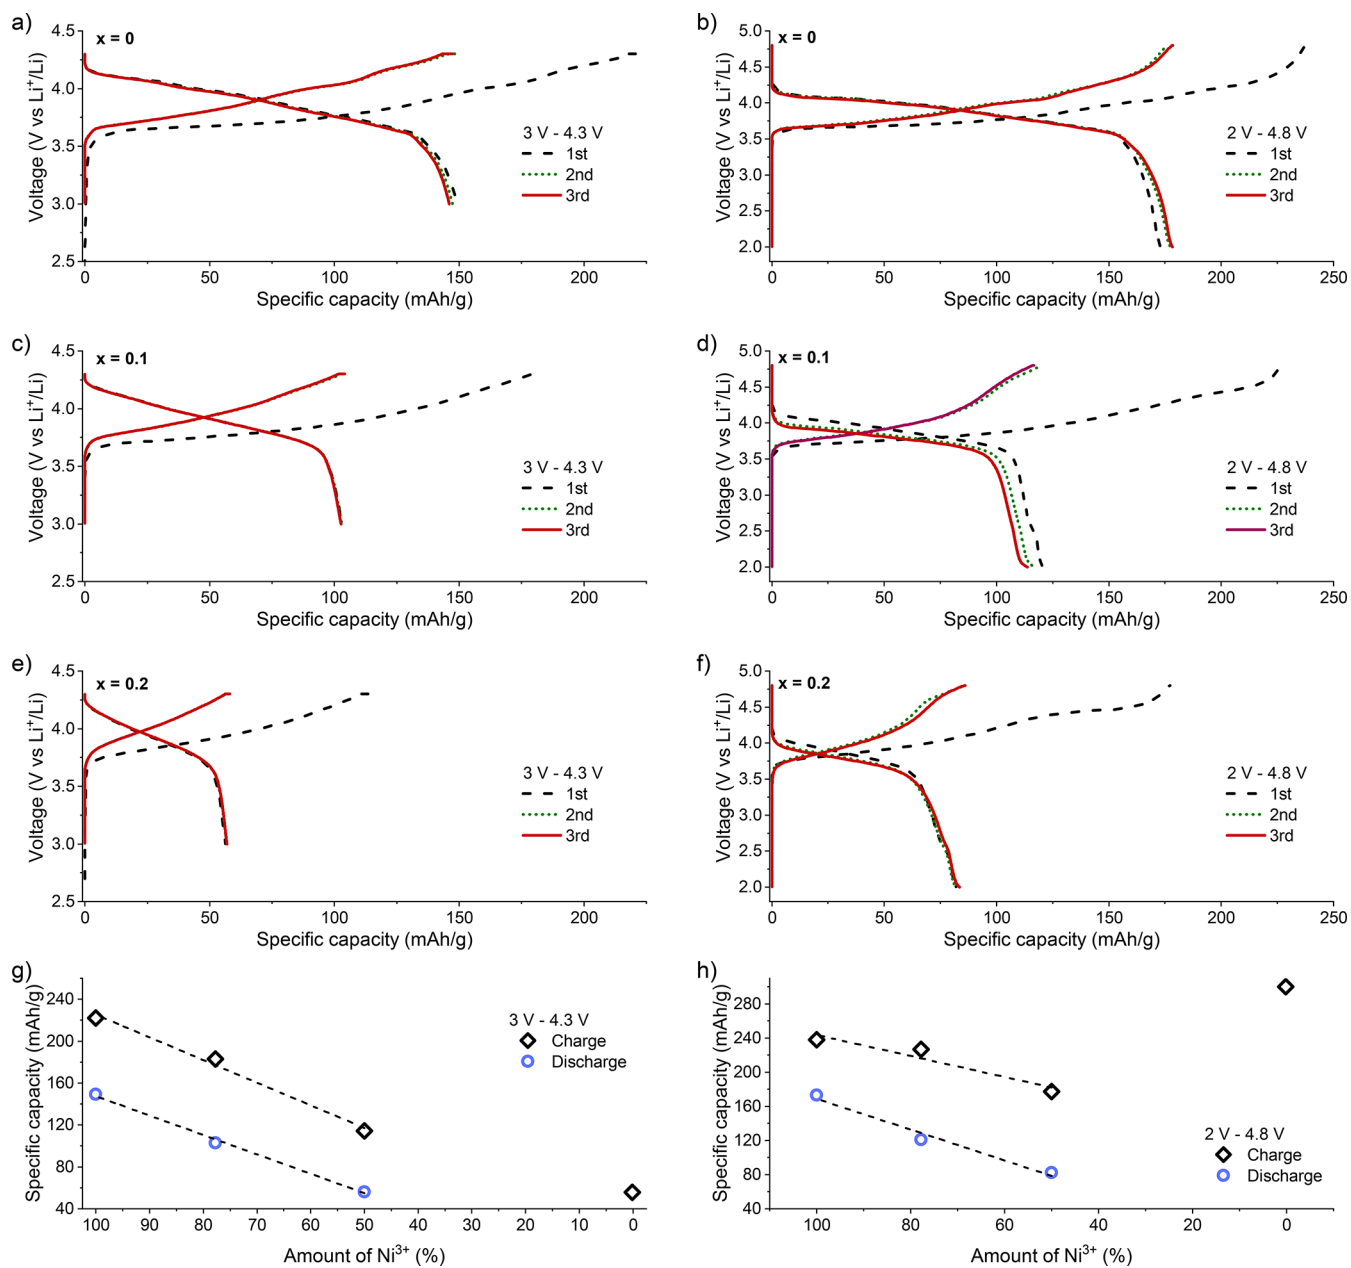 a)
x = 0
4.5
4.0
3.5
3.0
2.5
Voltage (V vs Li⁺/Li)
3 V - 4.3 V
1st
2nd
3rd
0 50 100 150 200
Specific capacity (mAh/g)
b)
x = 0
5.0
4.5
4.0
3.5
3.0
2.5
2.0
Voltage (V vs Li⁺/Li)
2 V - 4.8 V
1st
2nd
3rd
0 50 100 150 200 250
Specific capacity (mAh/g)
c)
x = 0.1
4.5
4.0
3.5
3.0
2.5
Voltage (V vs Li⁺/Li)
3 V - 4.3 V
1st
2nd
3rd
0 50 100 150 200
Specific capacity (mAh/g)
d)
x = 0.1
5.0
4.5
4.0
3.5
3.0
2.5
2.0
Voltage (V vs Li⁺/Li)
2 V - 4.8 V
1st
2nd
3rd
0 50 100 150 200 250
Specific capacity (mAh/g)
e)
x = 0.2
4.5
4.0
3.5
3.0
2.5
Voltage (V vs Li⁺/Li)
3 V - 4.3 V
1st
2nd
3rd
0 50 100 150 200
Specific capacity (mAh/g)
f)
x = 0.2
5.0
4.5
4.0
3.5
3.0
2.5
2.0
Voltage (V vs Li⁺/Li)
2 V - 4.8 V
1st
2nd
3rd
0 50 100 150 200 250
Specific capacity (mAh/g)
g)
240
200
160
120
80
40
Specific capacity (mAh/g)
3 V - 4.3 V
Charge
Discharge
100 90 80 70 60 50 40 30 20 10 0
Amount of Ni³⁺ (%)
h)
280
240
200
160
120
80
40
Specific capacity (mAh/g)
2 V - 4.8 V
Charge
Discharge
100 80 60 40 20 0
Amount of Ni³⁺ (%)